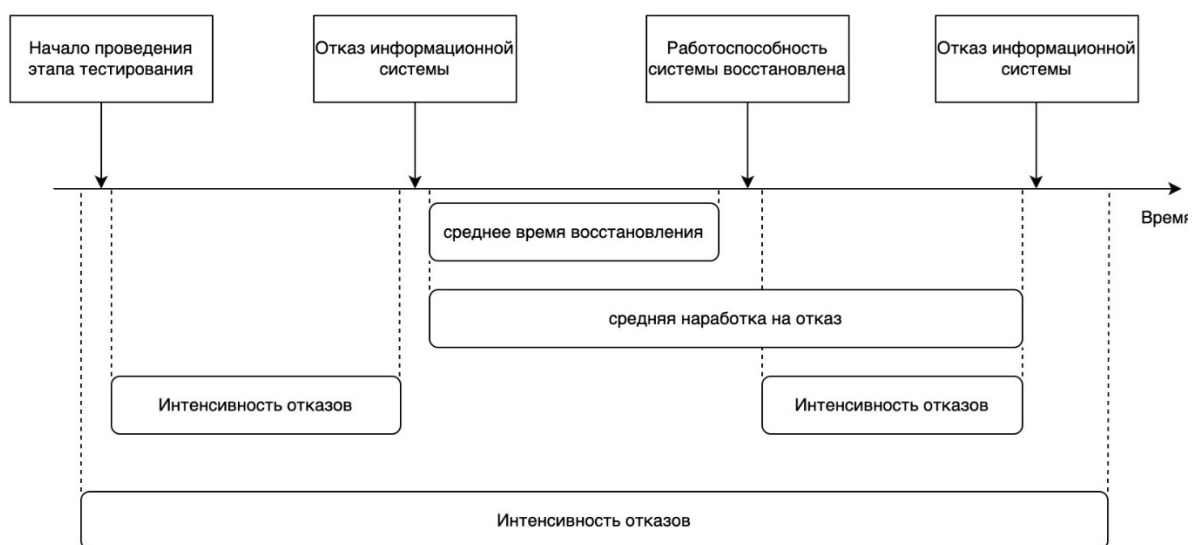 Начало проведения
этапа тестирования
Отказ информационной
системы
Работоспособность
системы восстановлена
Отказ информационной
системы
Время
среднее время восстановления
средняя наработка на отказ
Интенсивность отказов
Интенсивность отказов
Интенсивность отказов